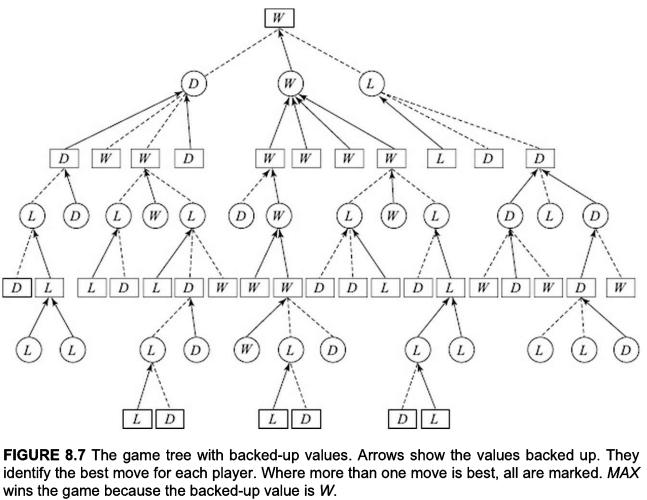 W
D W L
D W W D W W W W L D D
L D L W L D W L W L D L D
D L L D L D W W W D D L D L W D W D W
L L L D W L D L L L L D
L D L D D L
FIGURE 8.7 The game tree with backed-up values. Arrows show the values backed up. They
identify the best move for each player. Where more than one move is best, all are marked. MAX
wins the game because the backed-up value is W.